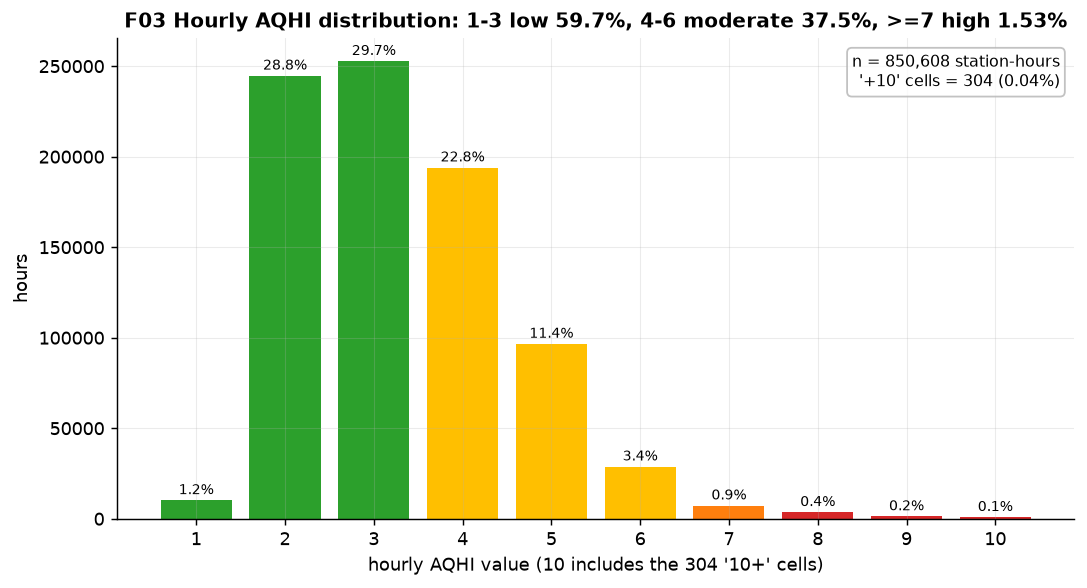 F03 Hourly AQHI distribution: 1-3 low 59.7%, 4-6 moderate 37.5%, >=7 high 1.53%
n = 850,608 station-hours
'+10' cells = 304 (0.04%)
hours
250000
200000
150000
100000
50000
0
1.2%
28.8%
29.7%
22.8%
11.4%
3.4%
0.9%
0.4%
0.2%
0.1%
1 2 3 4 5 6 7 8 9 10
hourly AQHI value (10 includes the 304 '10+' cells)